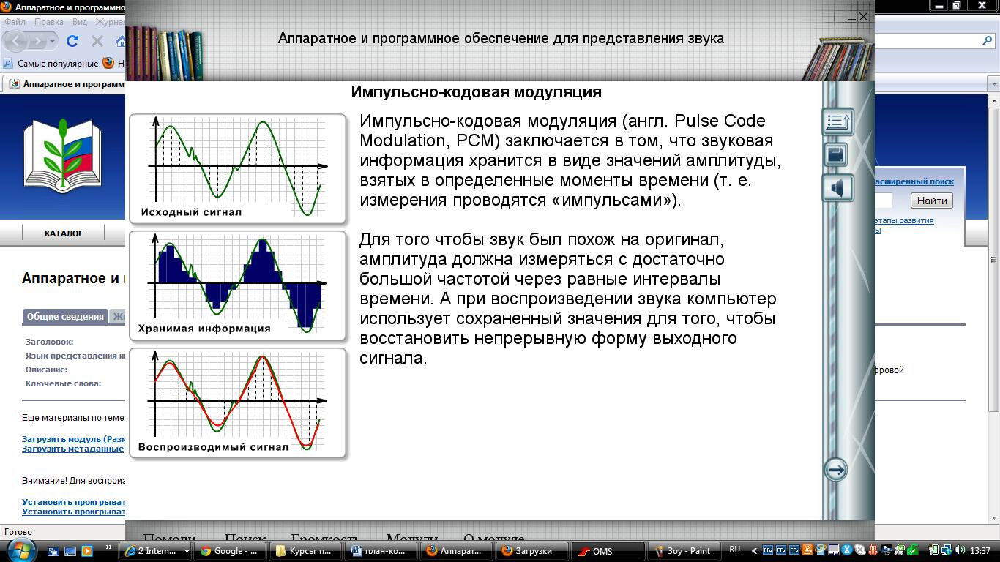 Аппаратное и программно
Файл Правка Вид Журна
Самые популярные
Аппаратное и программ
КАТАЛОГ
Аппаратное и
Общие сведения
Заголовок:
Язык представления и
Описание:
Ключевые слова:
Еще материалы по теме
Загрузить модуль (Раз
Загрузить метаданные
Внимание! Для воспроиз
Установить проигрыват
Установить проигрыват
Готово
Аппаратное и программное обеспечение для представления звука
Импульсно-кодовая модуляция
Исходный сигнал
Хранимая информация
Воспроизводимый сигнал
Импульсно-кодовая модуляция (англ. Pulse Code
Modulation, PCM) заключается в том, что звуковая
информация хранится в виде значений амплитуды,
взятых в определенные моменты времени (т. е.
измерения проводятся «импульсами»).
Для того чтобы звук был похож на оригинал,
амплитуда должна измеряться с достаточно
большой частотой через равные интервалы
времени. А при воспроизведении звука компьютер
использует сохраненный значения для того, чтобы
восстановить непрерывную форму выходного
сигнала.
асширенный поиск
Найти
этапы развития
ы
фровой
Помощь Поиск Громкость Модули О модуле
2 Intern... Google - ... Курсы_п... план-ко... Аппарат... Загрузки OMS 3oy - Paint RU 13:37